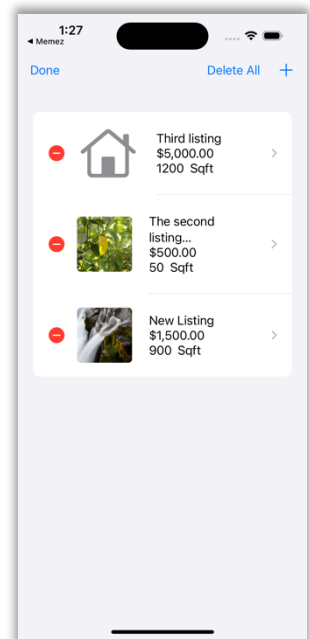 1:27
Memez
Done
Delete All
Third listing
$5,000.00
1200 Sqft
The second
listing...
$500.00
50 Sqft
New Listing
$1,500.00
900 Sqft